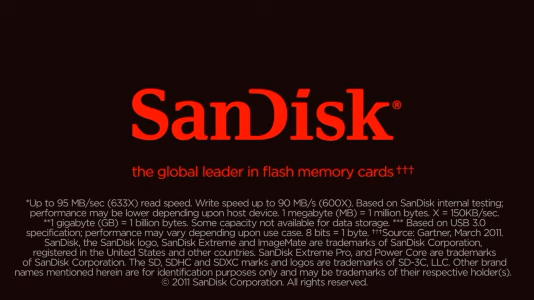 SanDisk®
the global leader in flash memory cards†††
*Up to 95 MB/sec (633X) read speed. Write speed up to 90 MB/s (600X). Based on SanDisk internal testing;
performance may be lower depending upon host device. 1 megabyte (MB) = 1 million bytes. X = 150KB/sec.
**1 gigabyte (GB) = 1 billion bytes. Some capacity not available for data storage. *** Based on USB 3.0
specification; performance may vary depending upon use case. 8 bits = 1 byte. †††Source: Gartner, March 2011.
SanDisk, the SanDisk logo, SanDisk Extreme and ImageMate are trademarks of SanDisk Corporation,
registered in the United States and other countries. SanDisk Extreme Pro, and Power Core are trademarks
of SanDisk Corporation. The SD, SDHC and SDXC marks and logos are trademarks of SD-3C, LLC. Other brand
names mentioned herein are for identification purposes only and may be trademarks of their respective holder(s).
© 2011 SanDisk Corporation. All rights reserved.